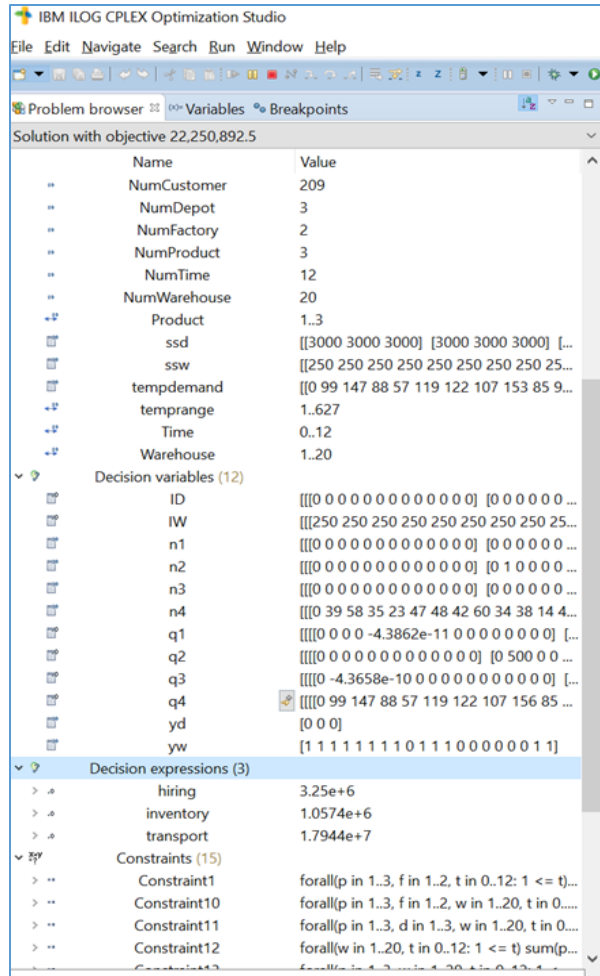 IBM ILOG CPLEX Optimization Studio
File Edit Navigate Search Run Window Help
Problem browser Variables Breakpoints
Solution with objective 22,250,892.5
Name Value
NumCustomer 209
NumDepot 3
NumFactory 2
NumProduct 3
NumTime 12
NumWarehouse 20
Product 1..3
ssd [[3000 3000 3000] [3000 3000 3000] [...
ssw [[250 250 250 250 250 250 250 250 25...
tempdemand [[0 99 147 88 57 119 122 107 153 85 9...
temprange 1..627
Time 0..12
Warehouse 1..20
Decision variables (12)
ID [[[0 0 0 0 0 0 0 0 0 0 0 0 0] [0 0 0 0 0 0 ...
IW [[[250 250 250 250 250 250 250 250 25...
n1 [[[0 0 0 0 0 0 0 0 0 0 0 0 0] [0 0 0 0 0 0 ...
n2 [[[0 0 0 0 0 0 0 0 0 0 0 0 0] [0 1 0 0 0 0 ...
n3 [[[0 0 0 0 0 0 0 0 0 0 0 0 0] [0 0 0 0 0 0 ...
n4 [[[0 39 58 35 23 47 48 42 60 34 38 14 4...
q1 [[[[0 0 0 0 -4.3862e-11 0 0 0 0 0 0 0 0] [...
q2 [[[[0 0 0 0 0 0 0 0 0 0 0 0 0] [0 500 0 0 ...
q3 [[[[0 -4.3658e-10 0 0 0 0 0 0 0 0 0 0 0] [...
q4 [[[[0 99 147 88 57 119 122 107 156 85 ...
yd [0 0 0]
yw [1 1 1 1 1 1 1 1 0 1 1 1 0 0 0 0 0 0 1 1]
Decision expressions (3)
hiring 3.25e+6
inventory 1.0574e+6
transport 1.7944e+7
Constraints (15)
Constraint1 forall(p in 1..3, f in 1..2, t in 0..12: 1 <= t)...
Constraint10 forall(p in 1..3, f in 1..2, w in 1..20, t in 0.....
Constraint11 forall(p in 1..3, d in 1..3, w in 1..20, t in 0....
Constraint12 forall(w in 1..20, t in 0..12: 1 <= t) sum(p...